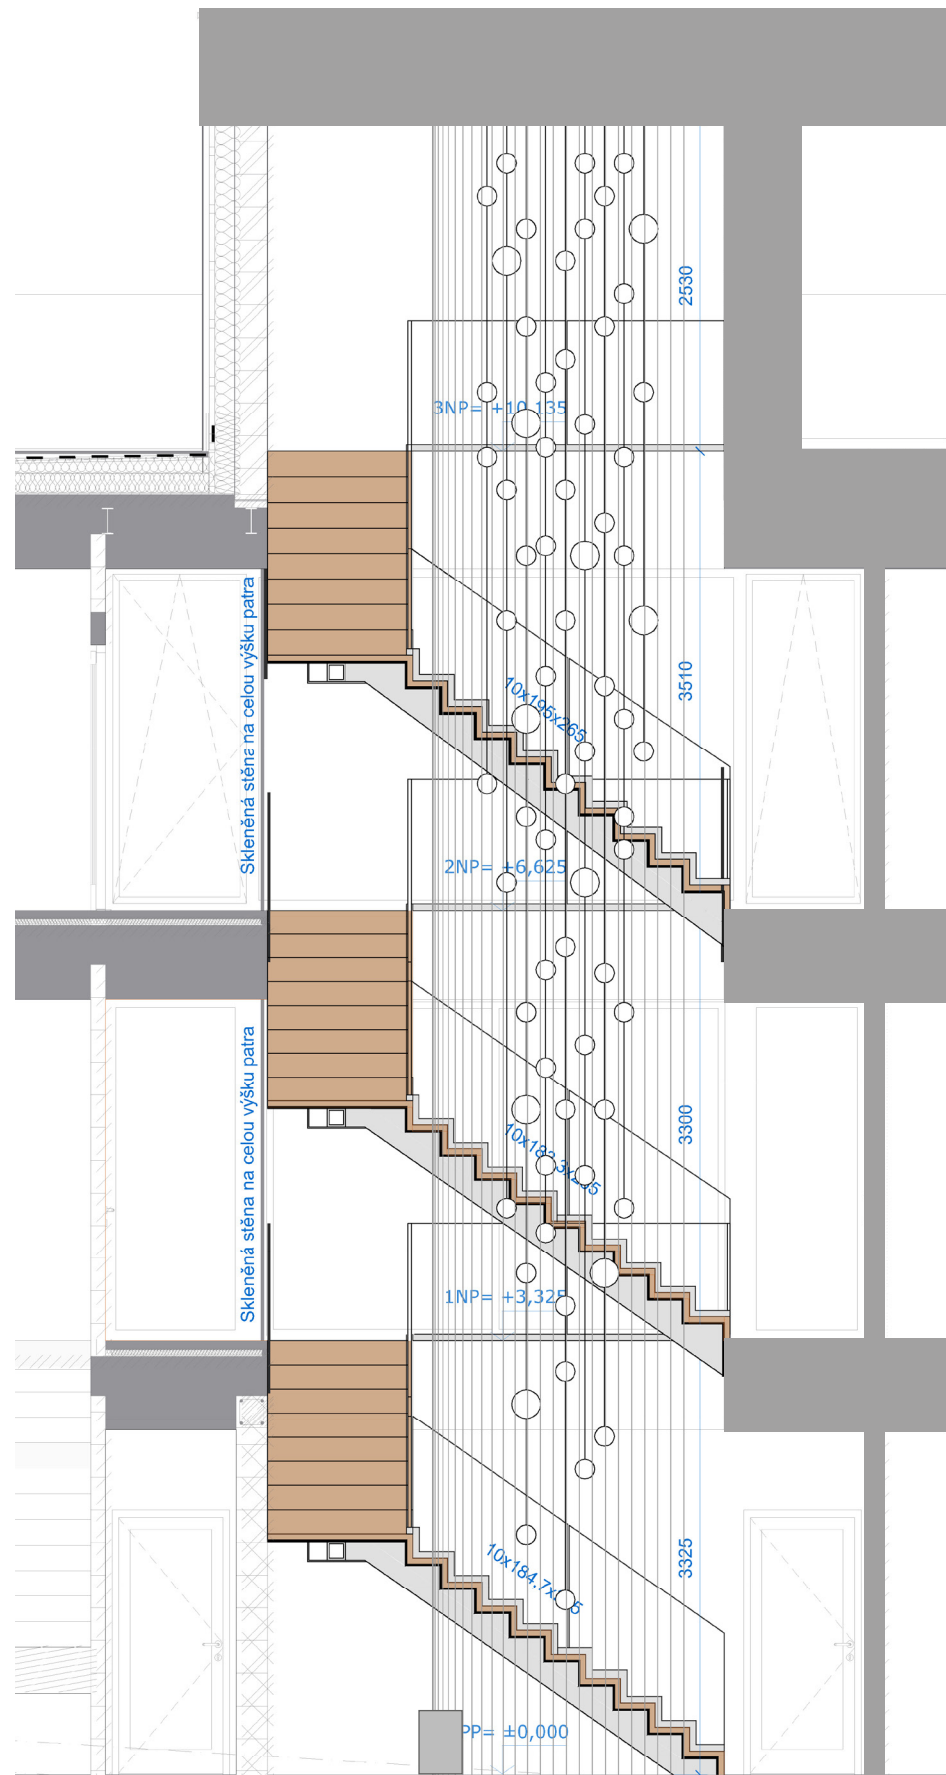 2530
3NP= +10,135
Skleněná stěna na celou výšku patra
10x195x265
3510
2NP= +6,625
Skleněná stěna na celou výšku patra
3300
1NP= +3,325
3325
PP= ±0,000